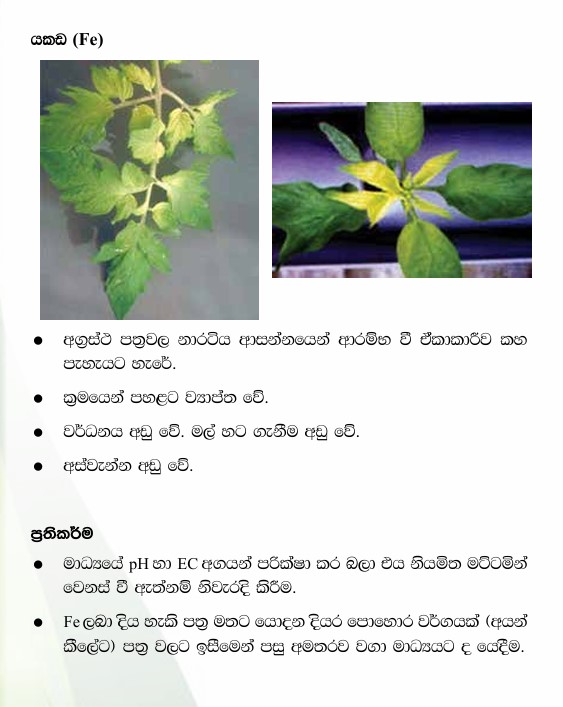 යකඩ (Fe)
● අග්‍රස්ථ පත්‍රවල නාරටිය ආසන්නයෙන් ආරම්භ වී ඒකාකාරීව කහ
පැහැයට හැරේ.
● ක්‍රමයෙන් පහළට ව්‍යාප්ත වේ.
● වර්ධනය අඩු වේ. මල් හට ගැනීම අඩු වේ.
● අස්වැන්න අඩු වේ.
ප්‍රතිකර්ම
● මාධ්‍යයේ pH හා EC අගයන් පරික්ෂා කර බලා එය නියමිත මට්ටමින්
වෙනස් වී ඇත්නම් නිවැරදි කිරීම.
● Fe ලබා දිය හැකි පත්‍ර මතට යොදන දියර පොහොර වර්ගයක් (අයන්
කීලේට) පත්‍ර වලට ඉසීමෙන් පසු අමතරව වගා මාධ්‍යයට ද යෙදීම.